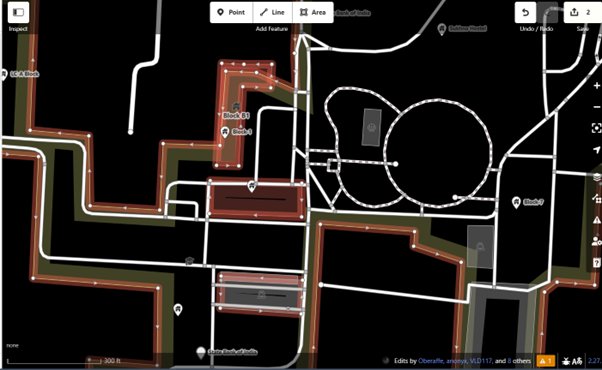 Point
Line
Area
2
Inspect
Add Feature
Bank of India
Undo / Redo
Save
LC-A Block
Block B1
Block-1
Block-7
State Bank of India
none
300 ft
Edits by Oberaffe, ananya, VLD117, and 8 others
1
2.27.